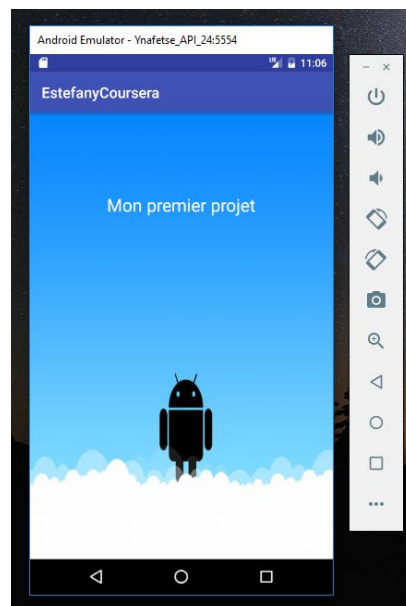 Android Emulator - Ynafetse_API_24:5554
11:06
EstefanyCoursera
Mon premier projet